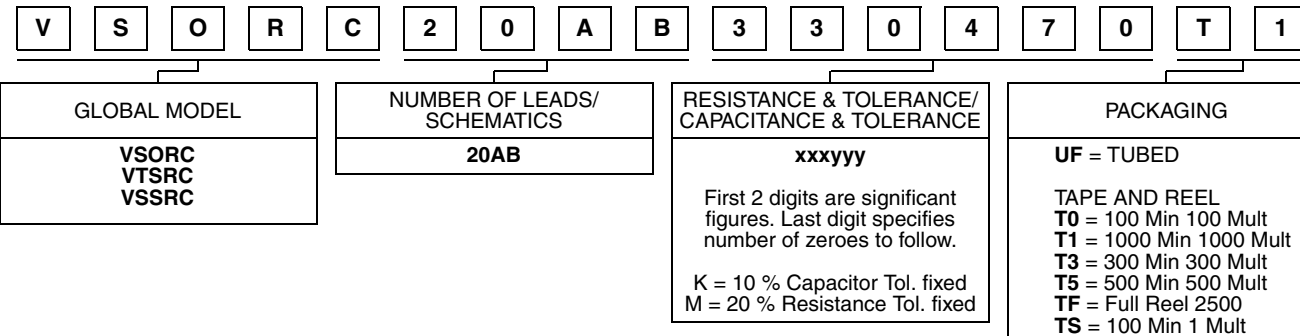 V S O R C 2 0 A B 3 3 0 4 7 0 T 1
GLOBAL MODEL
VSORC
VTSRC
VSSRC
NUMBER OF LEADS/
SCHEMATICS
20AB
RESISTANCE & TOLERANCE/
CAPACITANCE & TOLERANCE
xxxyyy
First 2 digits are significant
figures. Last digit specifies
number of zeroes to follow.
K = 10 % Capacitor Tol. fixed
M = 20 % Resistance Tol. fixed
PACKAGING
UF = TUBED
TAPE AND REEL
T0 = 100 Min 100 Mult
T1 = 1000 Min 1000 Mult
T3 = 300 Min 300 Mult
T5 = 500 Min 500 Mult
TF = Full Reel 2500
TS = 100 Min 1 Mult